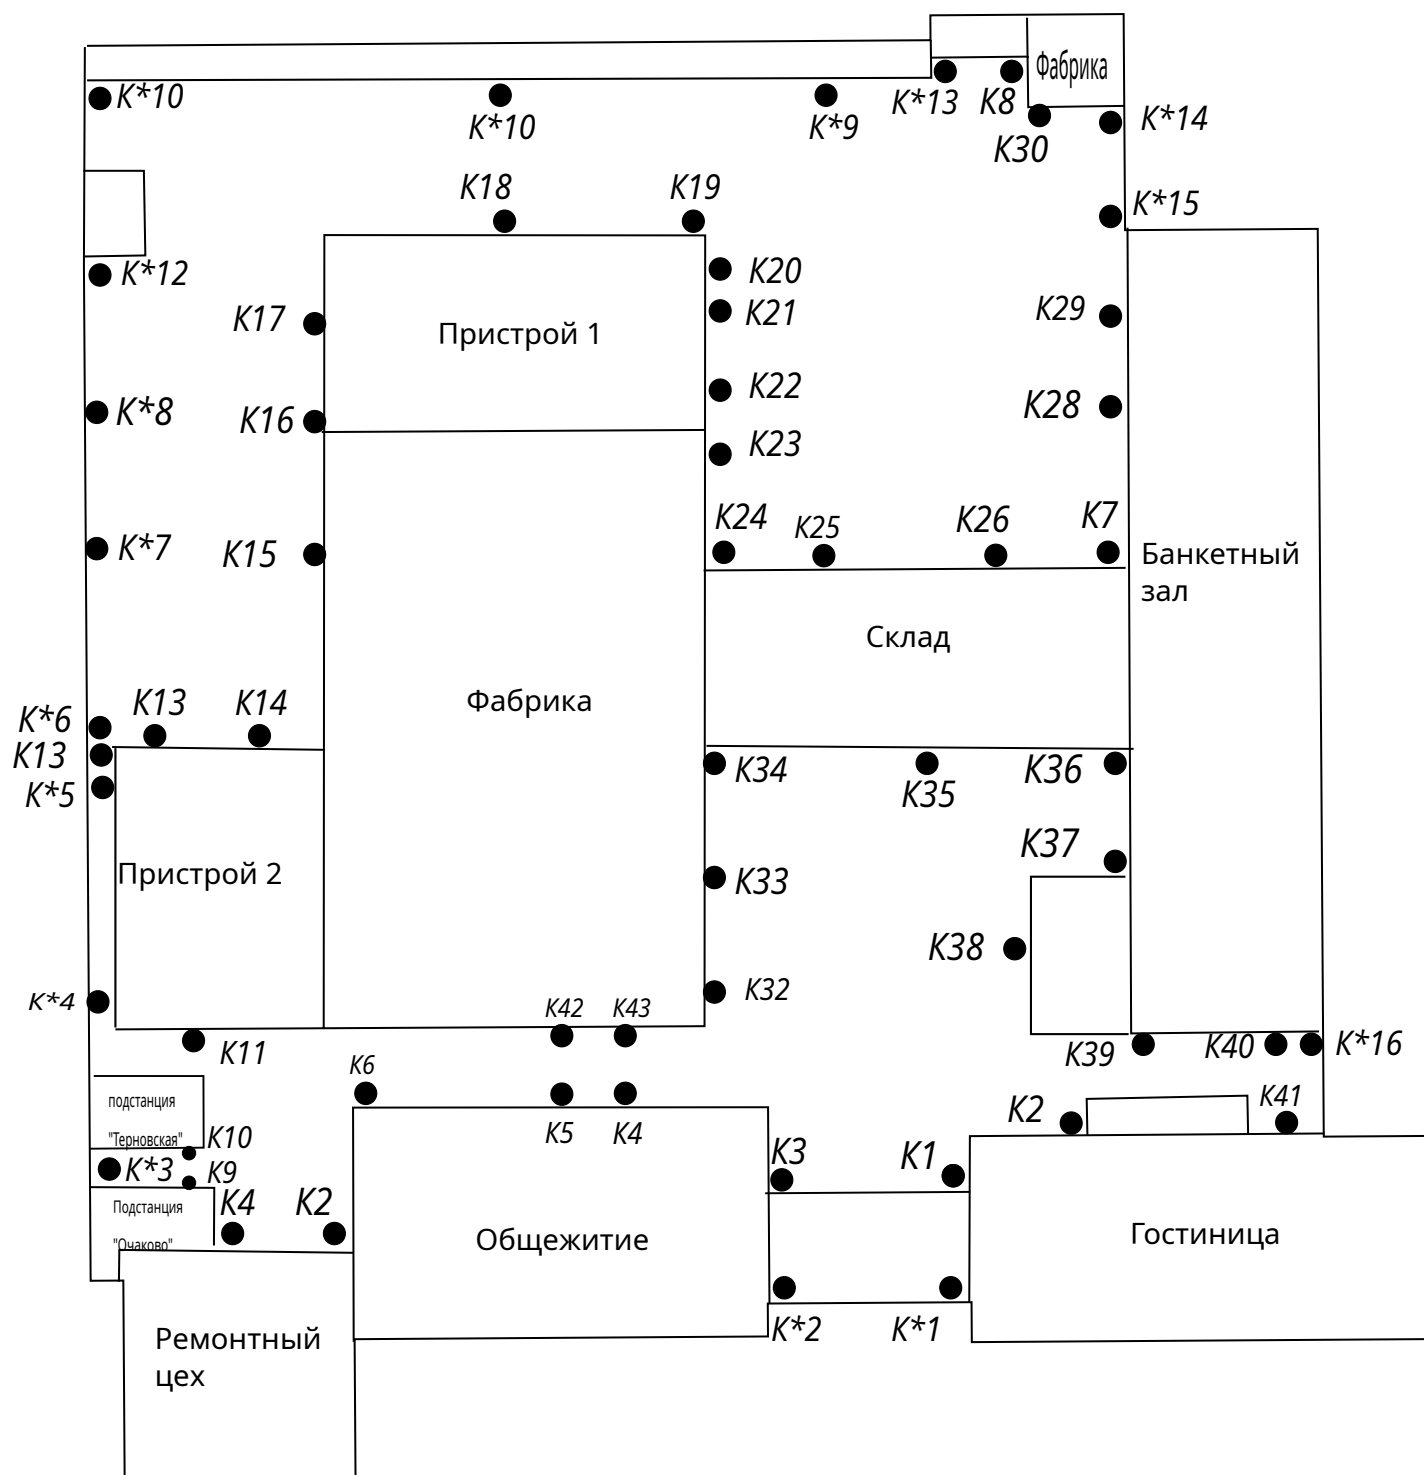 Фабрика
К*10
К*10
К*9
К*13
К8
К30
К*14
К18
К19
К*15
К*12
К20
К17
К21
К29
Пристрой 1
К*8
К16
К22
К28
К23
К*7
К15
К24
К25
К26
К7
Банкетный
зал
Склад
Фабрика
К*6
К13
К14
К13
К*5
К34
К35
К36
К37
Пристрой 2
К33
К38
К*4
К32
К42
К43
К11
К39
К40
К*16
К6
подстанция
"Терновская"
К5
К4
К2
К41
К10
К*3
К9
К3
К1
Подстанция
"Очаково"
К4
К2
Общежитие
Гостиница
К*2
К*1
Ремонтный
цех